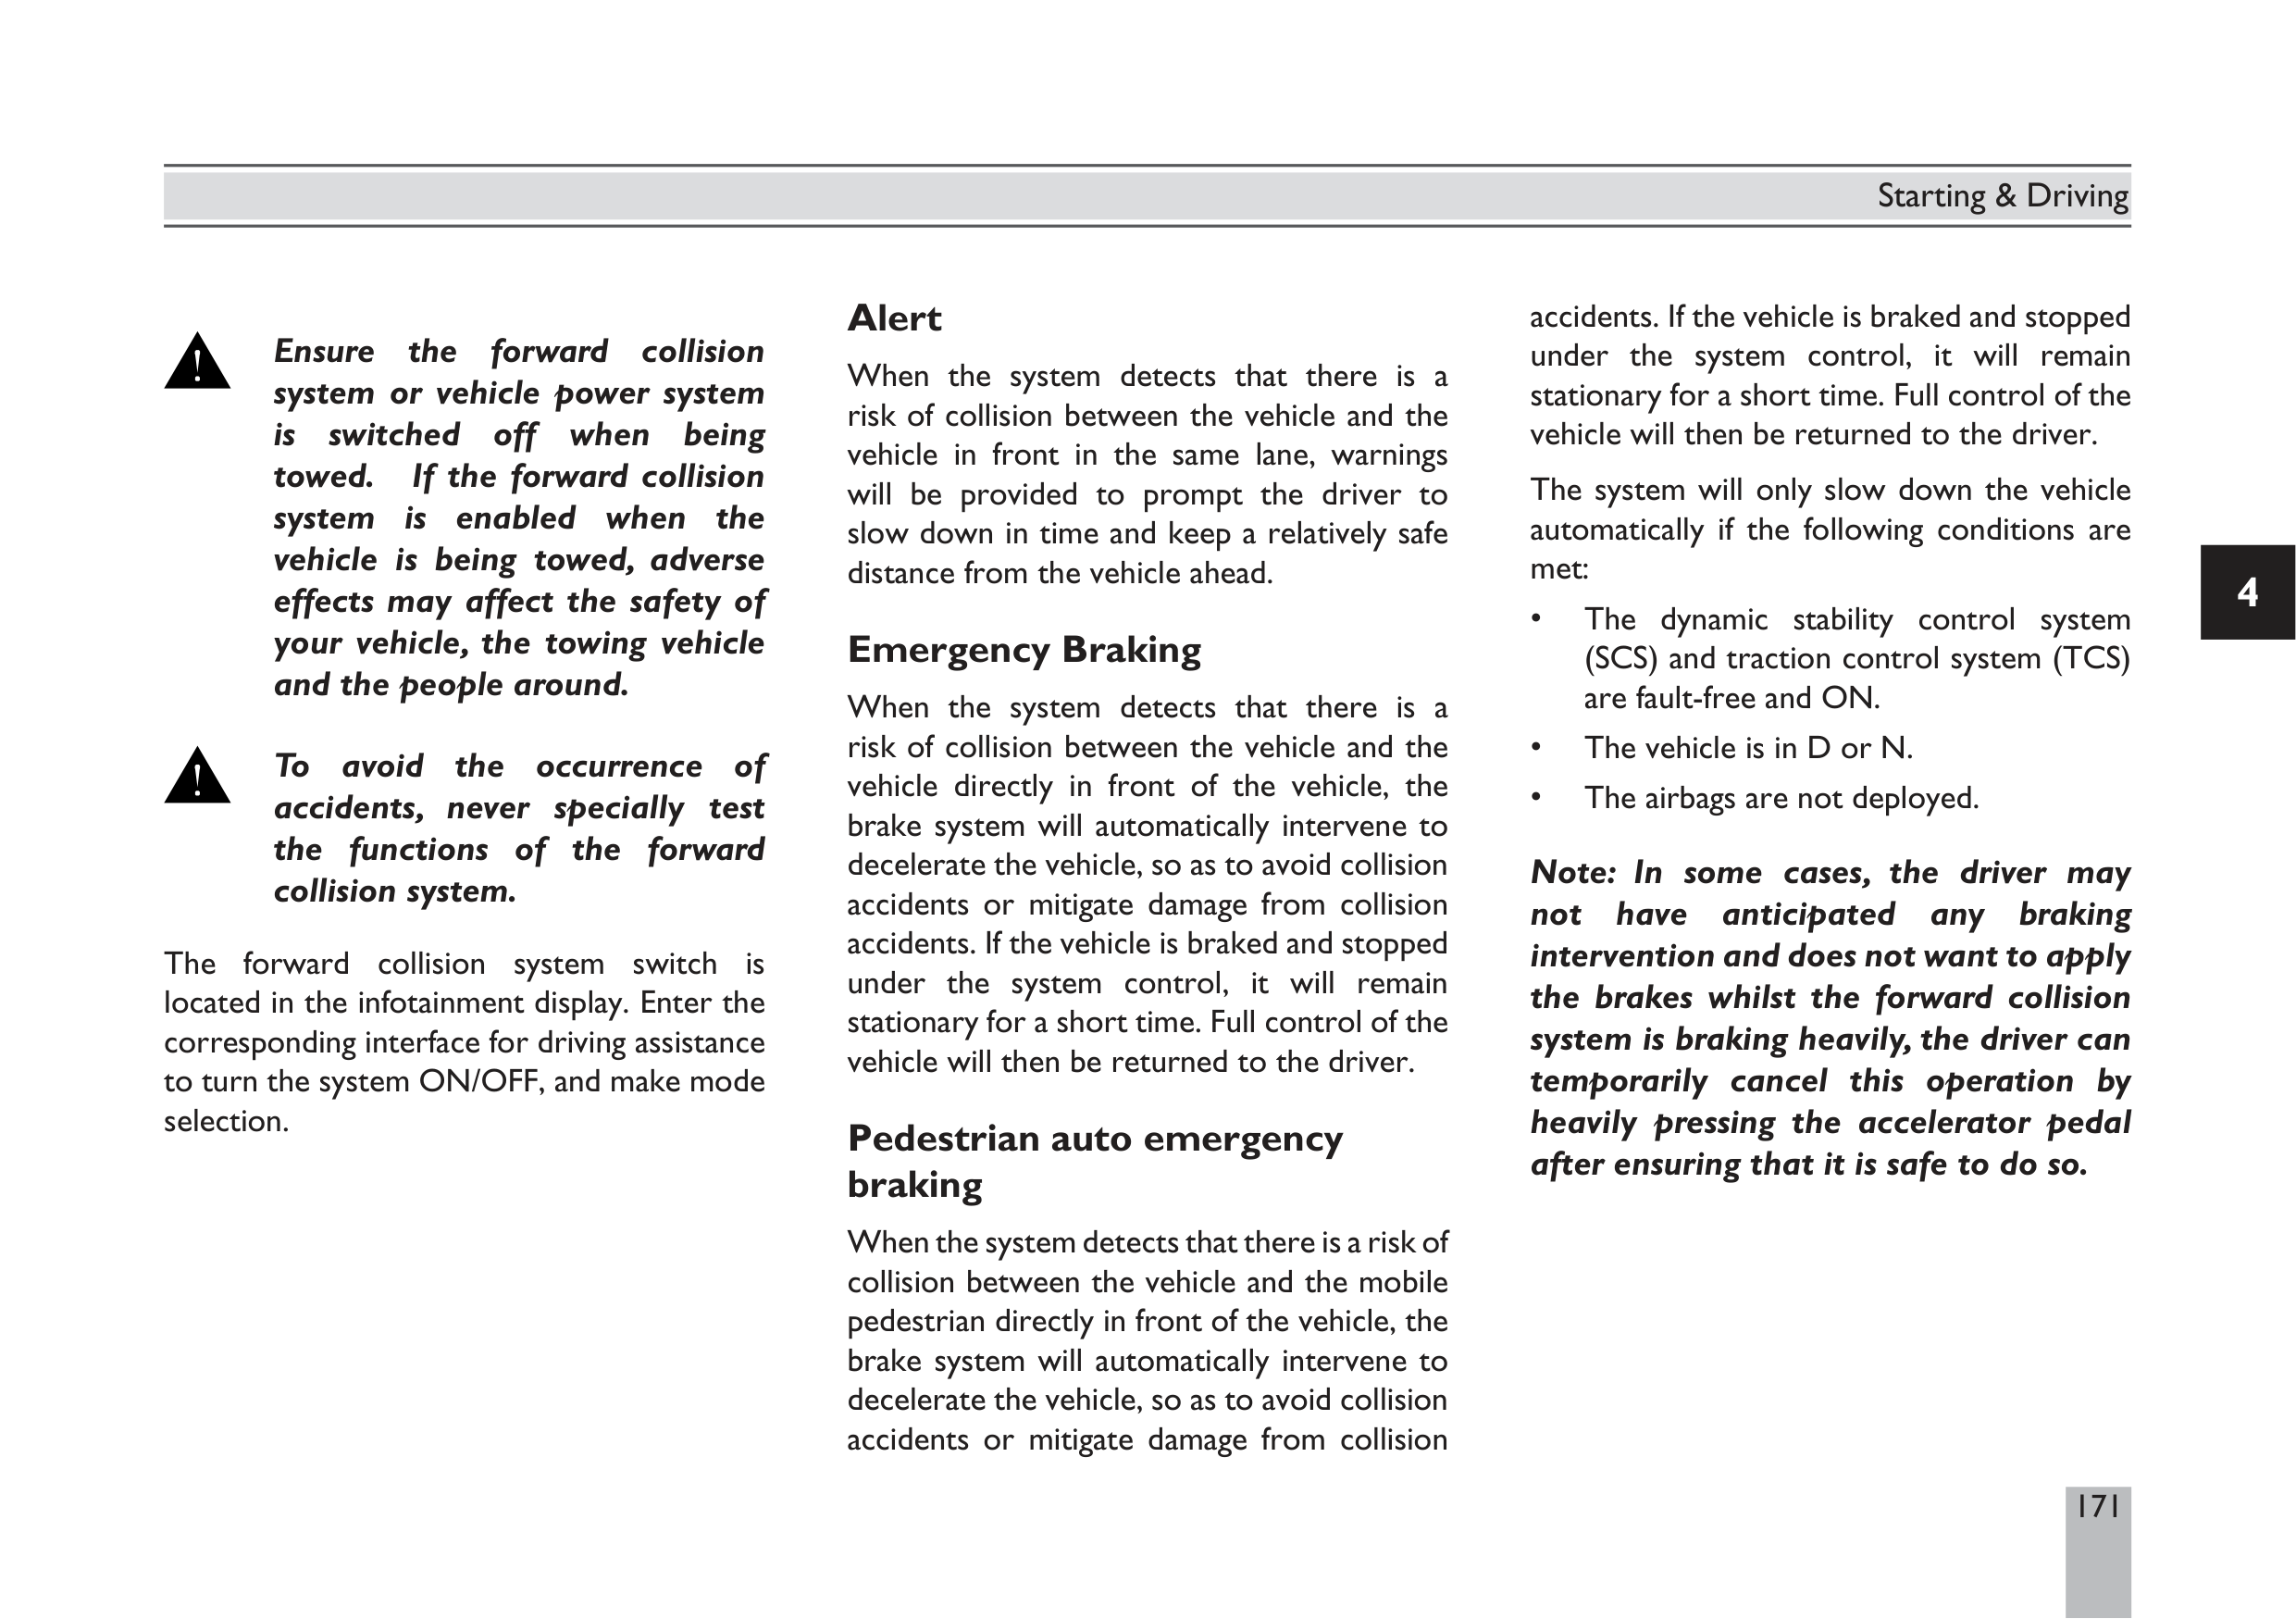 Starting & Driving
Ensure the forward collision
system or vehicle power system
is switched off when being
towed. If the forward collision
system is enabled when the
vehicle is being towed, adverse
effects may affect the safety of
your vehicle, the towing vehicle
and the people around.
To avoid the occurrence of
accidents, never specially test
the functions of the forward
collision system.
The forward collision system switch is
located in the infotainment display. Enter the
corresponding interface for driving assistance
to turn the system ON/OFF, and make mode
selection.
Alert
When the system detects that there is a
risk of collision between the vehicle and the
vehicle in front in the same lane, warnings
will be provided to prompt the driver to
slow down in time and keep a relatively safe
distance from the vehicle ahead.
Emergency Braking
When the system detects that there is a
risk of collision between the vehicle and the
vehicle directly in front of the vehicle, the
brake system will automatically intervene to
decelerate the vehicle, so as to avoid collision
accidents or mitigate damage from collision
accidents. If the vehicle is braked and stopped
under the system control, it will remain
stationary for a short time. Full control of the
vehicle will then be returned to the driver.
Pedestrian auto emergency
braking
When the system detects that there is a risk of
collision between the vehicle and the mobile
pedestrian directly in front of the vehicle, the
brake system will automatically intervene to
decelerate the vehicle, so as to avoid collision
accidents or mitigate damage from collision
accidents. If the vehicle is braked and stopped
under the system control, it will remain
stationary for a short time. Full control of the
vehicle will then be returned to the driver.
The system will only slow down the vehicle
automatically if the following conditions are
met:
• The dynamic stability control system
(SCS) and traction control system (TCS)
are fault-free and ON.
• The vehicle is in D or N.
• The airbags are not deployed.
Note: In some cases, the driver may
not have anticipated any braking
intervention and does not want to apply
the brakes whilst the forward collision
system is braking heavily, the driver can
temporarily cancel this operation by
heavily pressing the accelerator pedal
after ensuring that it is safe to do so.
4
171